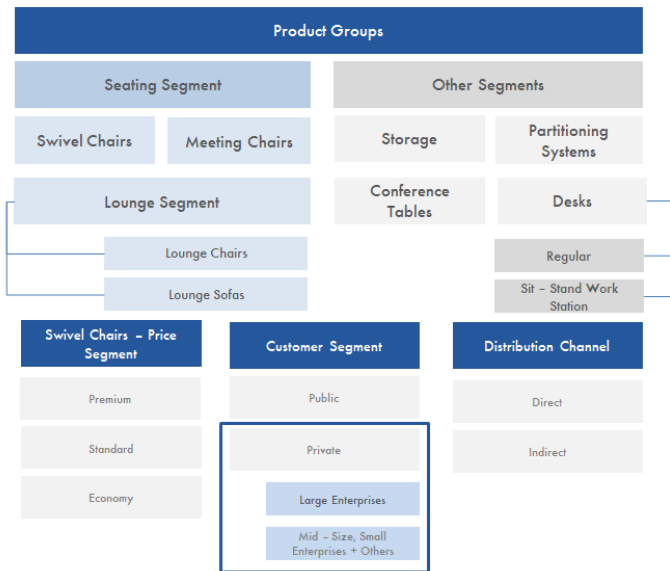 Product Groups
Seating Segment
Other Segments
Swivel Chairs
Meeting Chairs
Storage
Partitioning
Systems
Lounge Segment
Conference
Tables
Desks
Lounge Chairs
Regular
Lounge Sofas
Sit – Stand Work
Station
Swivel Chairs – Price
Segment
Customer Segment
Distribution Channel
Premium
Public
Direct
Standard
Private
Indirect
Economy
Large Enterprises
Mid – Size, Small
Enterprises + Others